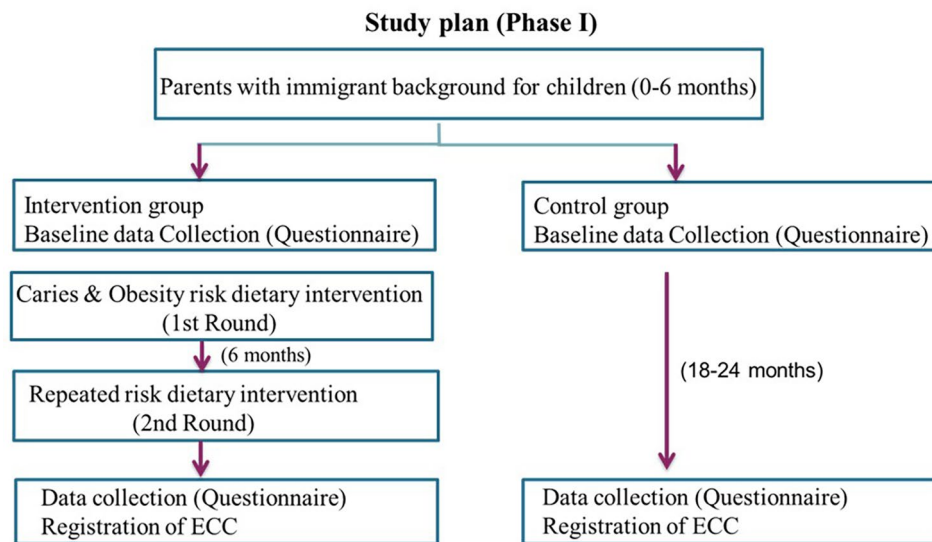 Study plan (Phase I)
Parents with immigrant background for children (0-6 months)
Intervention group
Baseline data Collection (Questionnaire)
Control group
Baseline data Collection (Questionnaire)
Caries & Obesity risk dietary intervention
(1st Round)
(6 months)
(18-24 months)
Repeated risk dietary intervention
(2nd Round)
Data collection (Questionnaire)
Registration of ECC
Data collection (Questionnaire)
Registration of ECC